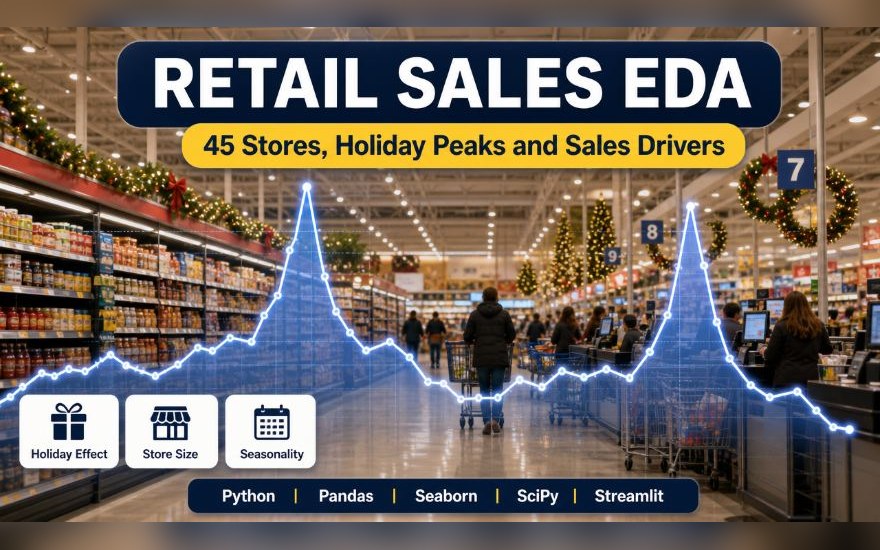 RETAIL SALES EDA
45 Stores, Holiday Peaks and Sales Drivers
7
8
9
Holiday Effect
Store Size
Seasonality
Python | Pandas | Seaborn | SciPy | Streamlit